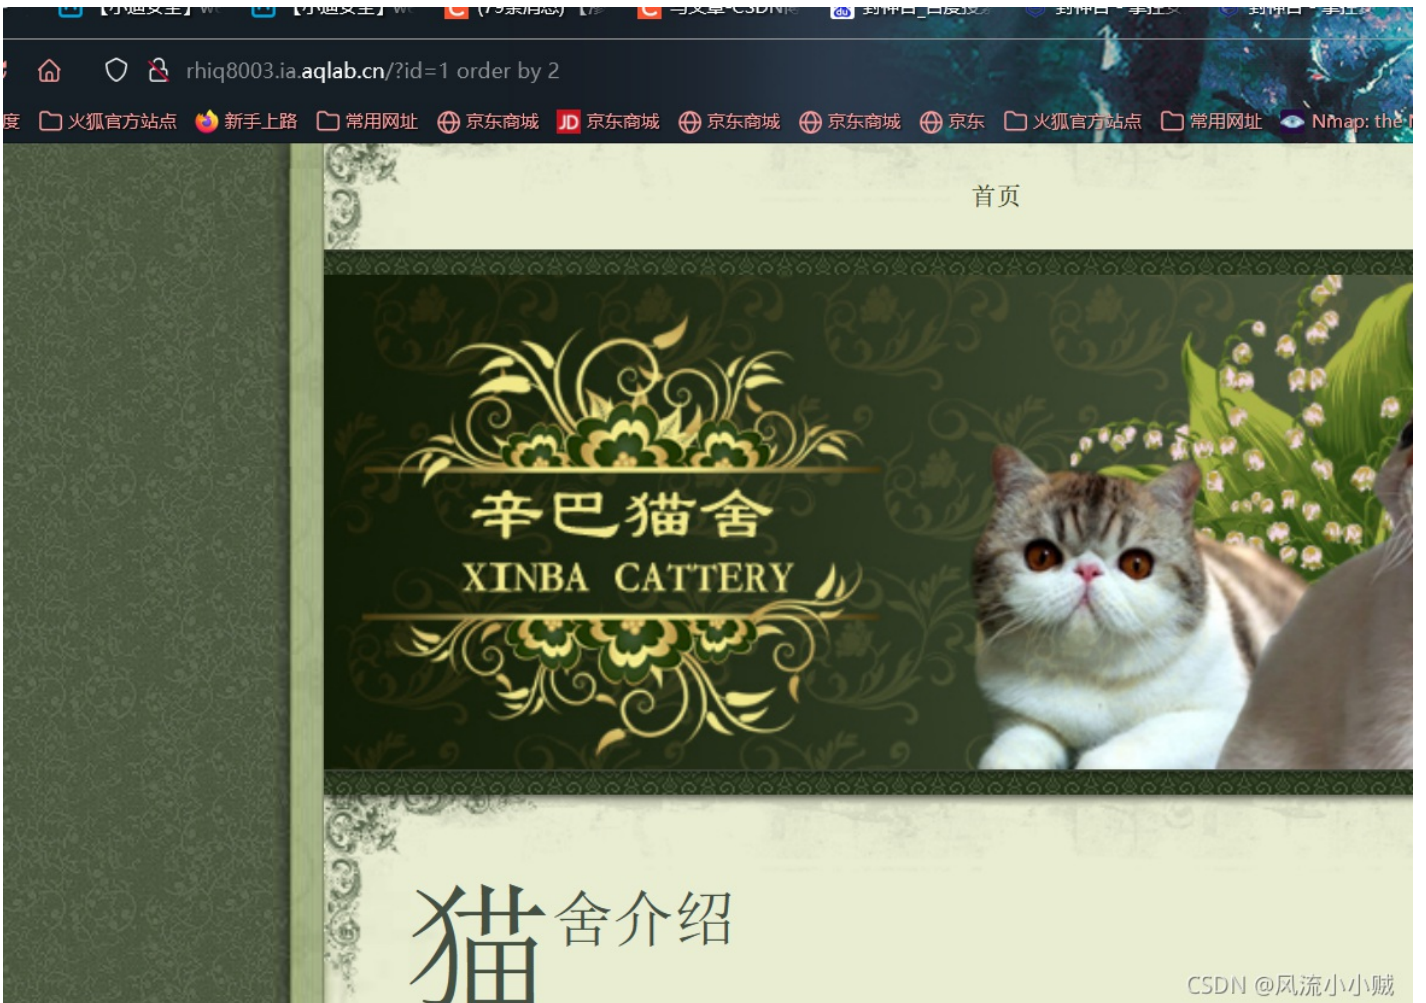 rhiq8003.ia.aqlab.cn/?id=1 order by 2
度 火狐官方站点 新手上路 常用网址 京东商城 JD 京东商城 京东商城 京东商城 京东 火狐官方站点 常用网址 Nmap: the
首页
辛巴猫舍
XINBA CATTERY
猫舍介绍
CSDN @风流小小贼